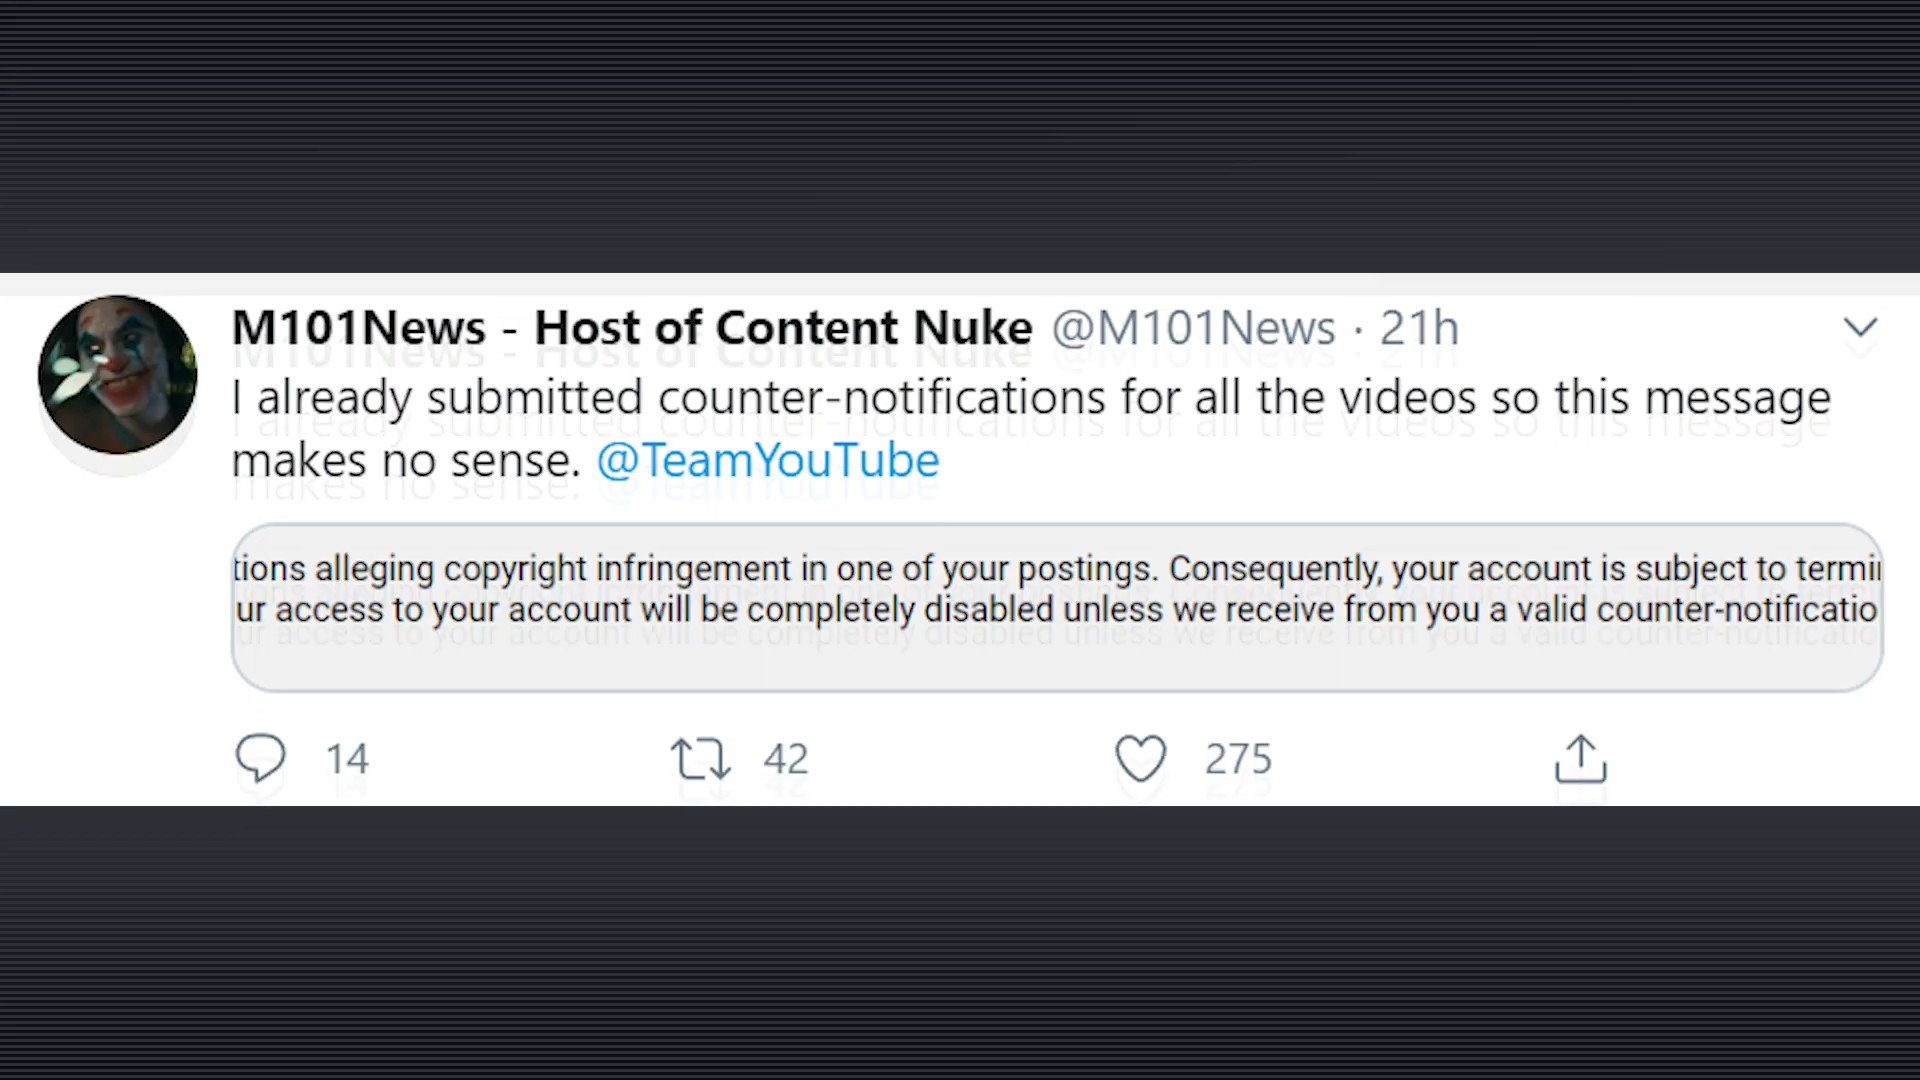 M101News - Host of Content Nuke @M101News · 21h
I already submitted counter-notifications for all the videos so this message
makes no sense. @TeamYouTube
tions alleging copyright infringement in one of your postings. Consequently, your account is subject to termi
ur access to your account will be completely disabled unless we receive from you a valid counter-notificatio
14 42 275